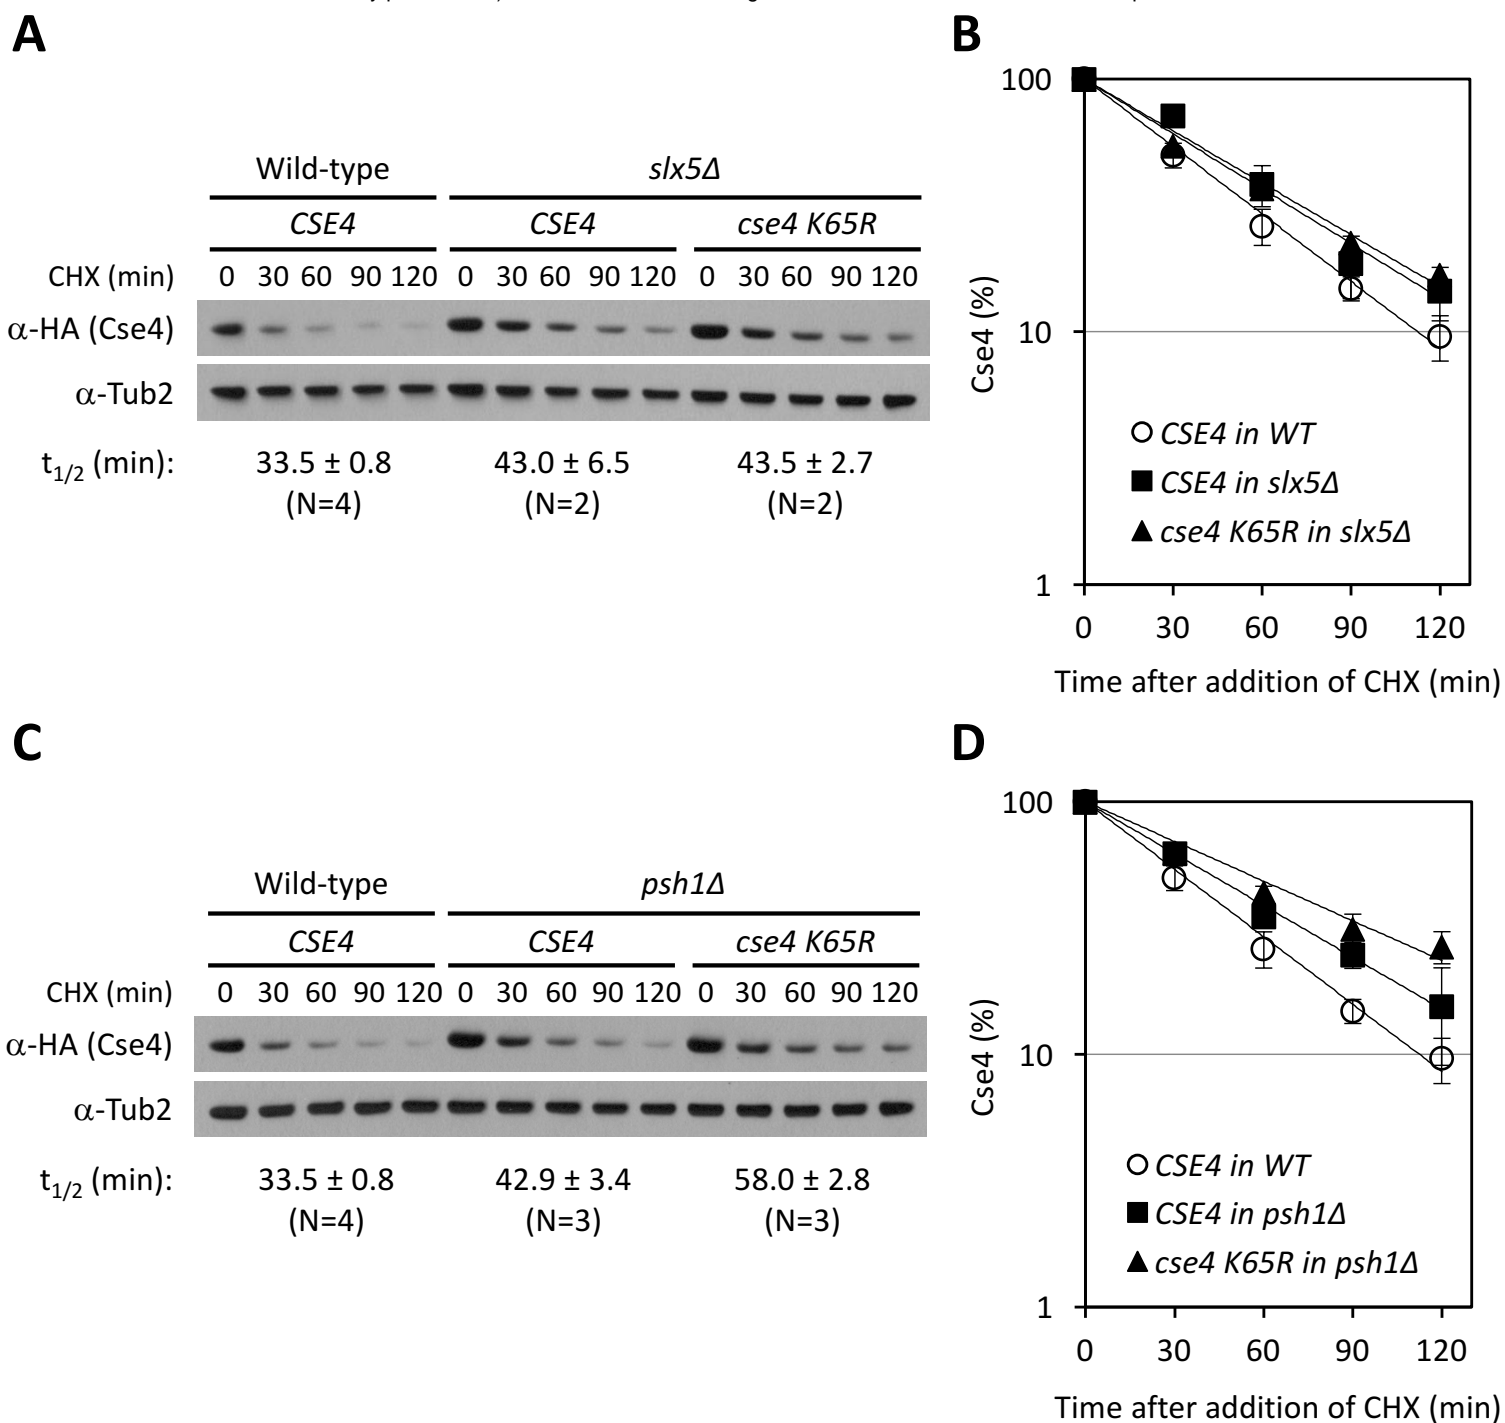 A
Wild-type slx5Δ
CSE4 CSE4 cse4 K65R
CHX (min) 0 30 60 90 120 0 30 60 90 120 0 30 60 90 120
α-HA (Cse4)
α-Tub2
t1/2 (min): 33.5 ± 0.8 43.0 ± 6.5 43.5 ± 2.7
(N=4) (N=2) (N=2)
B
100
10
1
Cse4 (%)
CSE4 in WT
CSE4 in slx5Δ
cse4 K65R in slx5Δ
0 30 60 90 120
Time after addition of CHX (min)
C
Wild-type psh1Δ
CSE4 CSE4 cse4 K65R
CHX (min) 0 30 60 90 120 0 30 60 90 120 0 30 60 90 120
α-HA (Cse4)
α-Tub2
t1/2 (min): 33.5 ± 0.8 42.9 ± 3.4 58.0 ± 2.8
(N=4) (N=3) (N=3)
D
100
10
1
Cse4 (%)
CSE4 in WT
CSE4 in psh1Δ
cse4 K65R in psh1Δ
0 30 60 90 120
Time after addition of CHX (min)